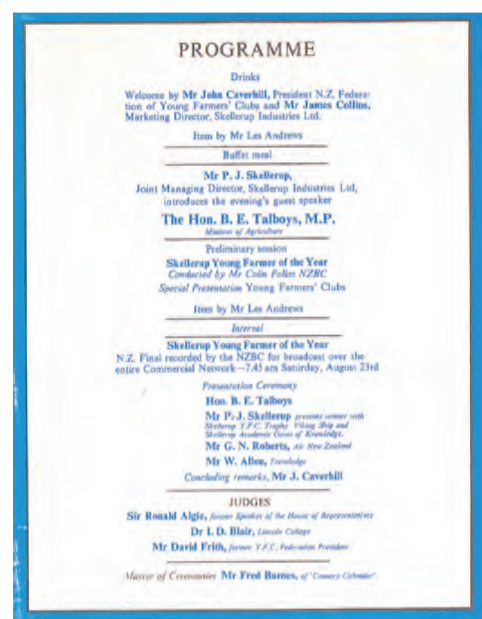 PROGRAMME
Drinks
Welcome by Mr John Caverhill, President N.Z. Federa-
tion of Young Farmers' Clubs and Mr James Collins,
Marketing Director, Skellerup Industries Ltd.
Item by Mr Les Andrews
Buffet meal
Mr P. J. Skellerup,
Joint Managing Director, Skellerup Industries Ltd,
introduces the evening's guest speaker
The Hon. B. E. Talboys, M.P.
Minister of Agriculture
Preliminary session
Skellerup Young Farmer of the Year
Conducted by Mr Colin Follas NZBC
Special Presentation Young Farmers' Clubs
Item by Mr Les Andrews
Interval
Skellerup Young Farmer of the Year
N.Z. Final recorded by the NZBC for broadcast over the
entire Commercial Network—7.45 am Saturday, August 23rd
Presentation Ceremony
Hon. B. E. Talboys
Mr P. J. Skellerup presents winner with
Skellerup Y.F.C. Trophy Viking Ship and
Skellerup Academic Gown of Knowledge.
Mr G. N. Roberts, Air New Zealand
Mr W. Allen,
Concluding remarks, Mr J. Caverhill
JUDGES
Sir Ronald Algie, former Speaker of the House of Representatives
Dr I. D. Blair, Lincoln College
Mr David Frith, former Y.F.C. Federation President
Master of Ceremonies Mr Fred Barnes, of 'Country Calendar'